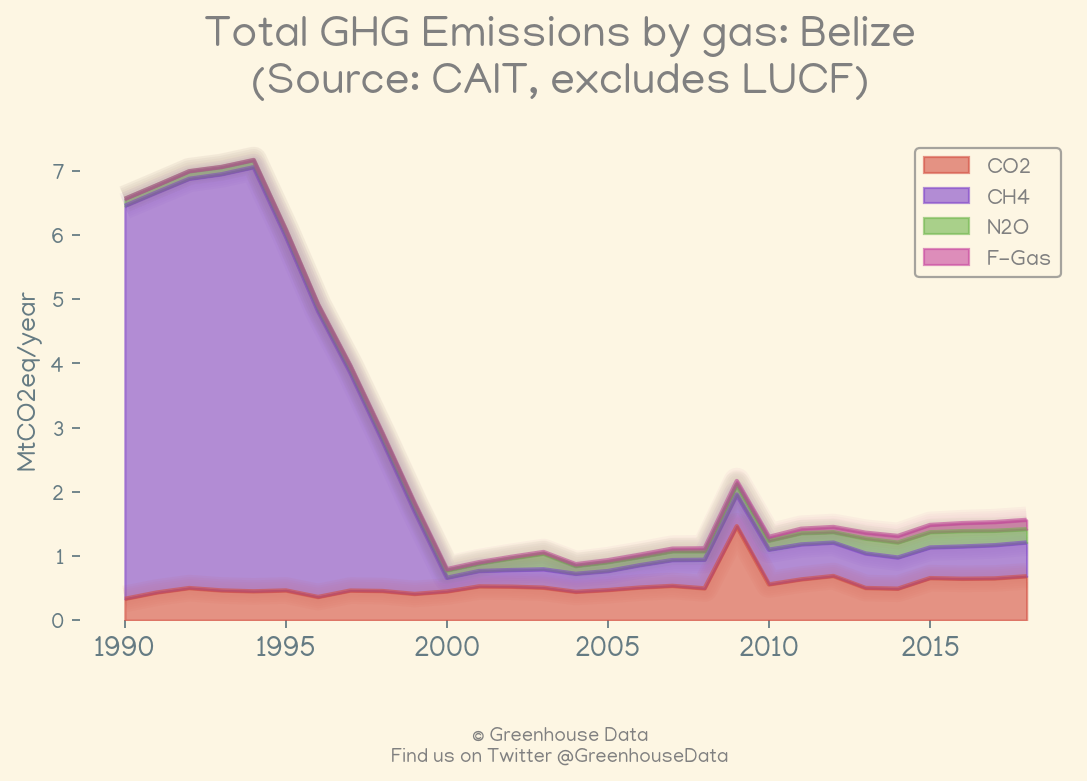 Total GHG Emissions by gas: Belize
(Source: CAIT, excludes LUCF)
MtCO2eq/year
7
6
5
4
3
2
1
0
1990
1995
2000
2005
2010
2015
CO2
CH4
N2O
F-Gas
© Greenhouse Data
Find us on Twitter @GreenhouseData